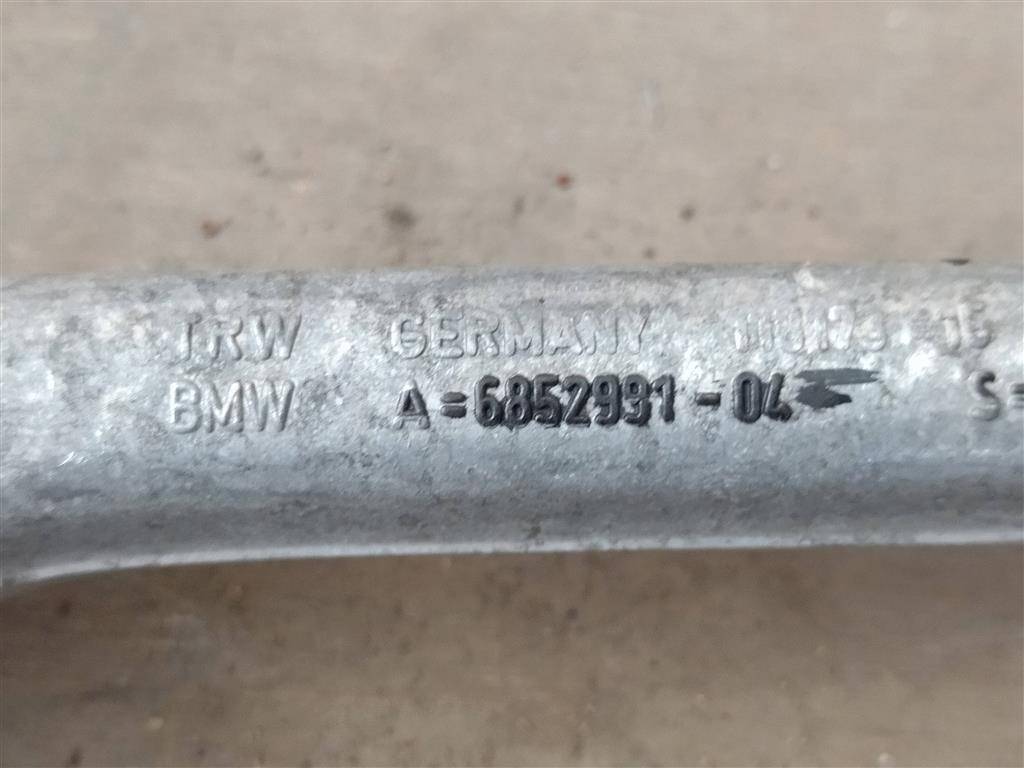 TRW GERMANY
BMW A=6852991-04 S=